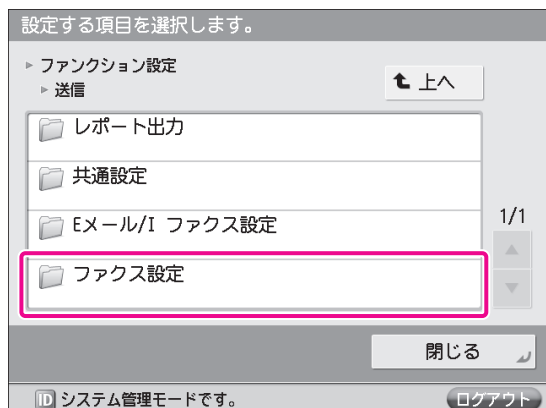 設定する項目を選択します。
ファンクション設定
送信
上へ
レポート出力
共通設定
Eメール/I ファクス設定
ファクス設定
1/1
閉じる
ID システム管理モードです。
ログアウト